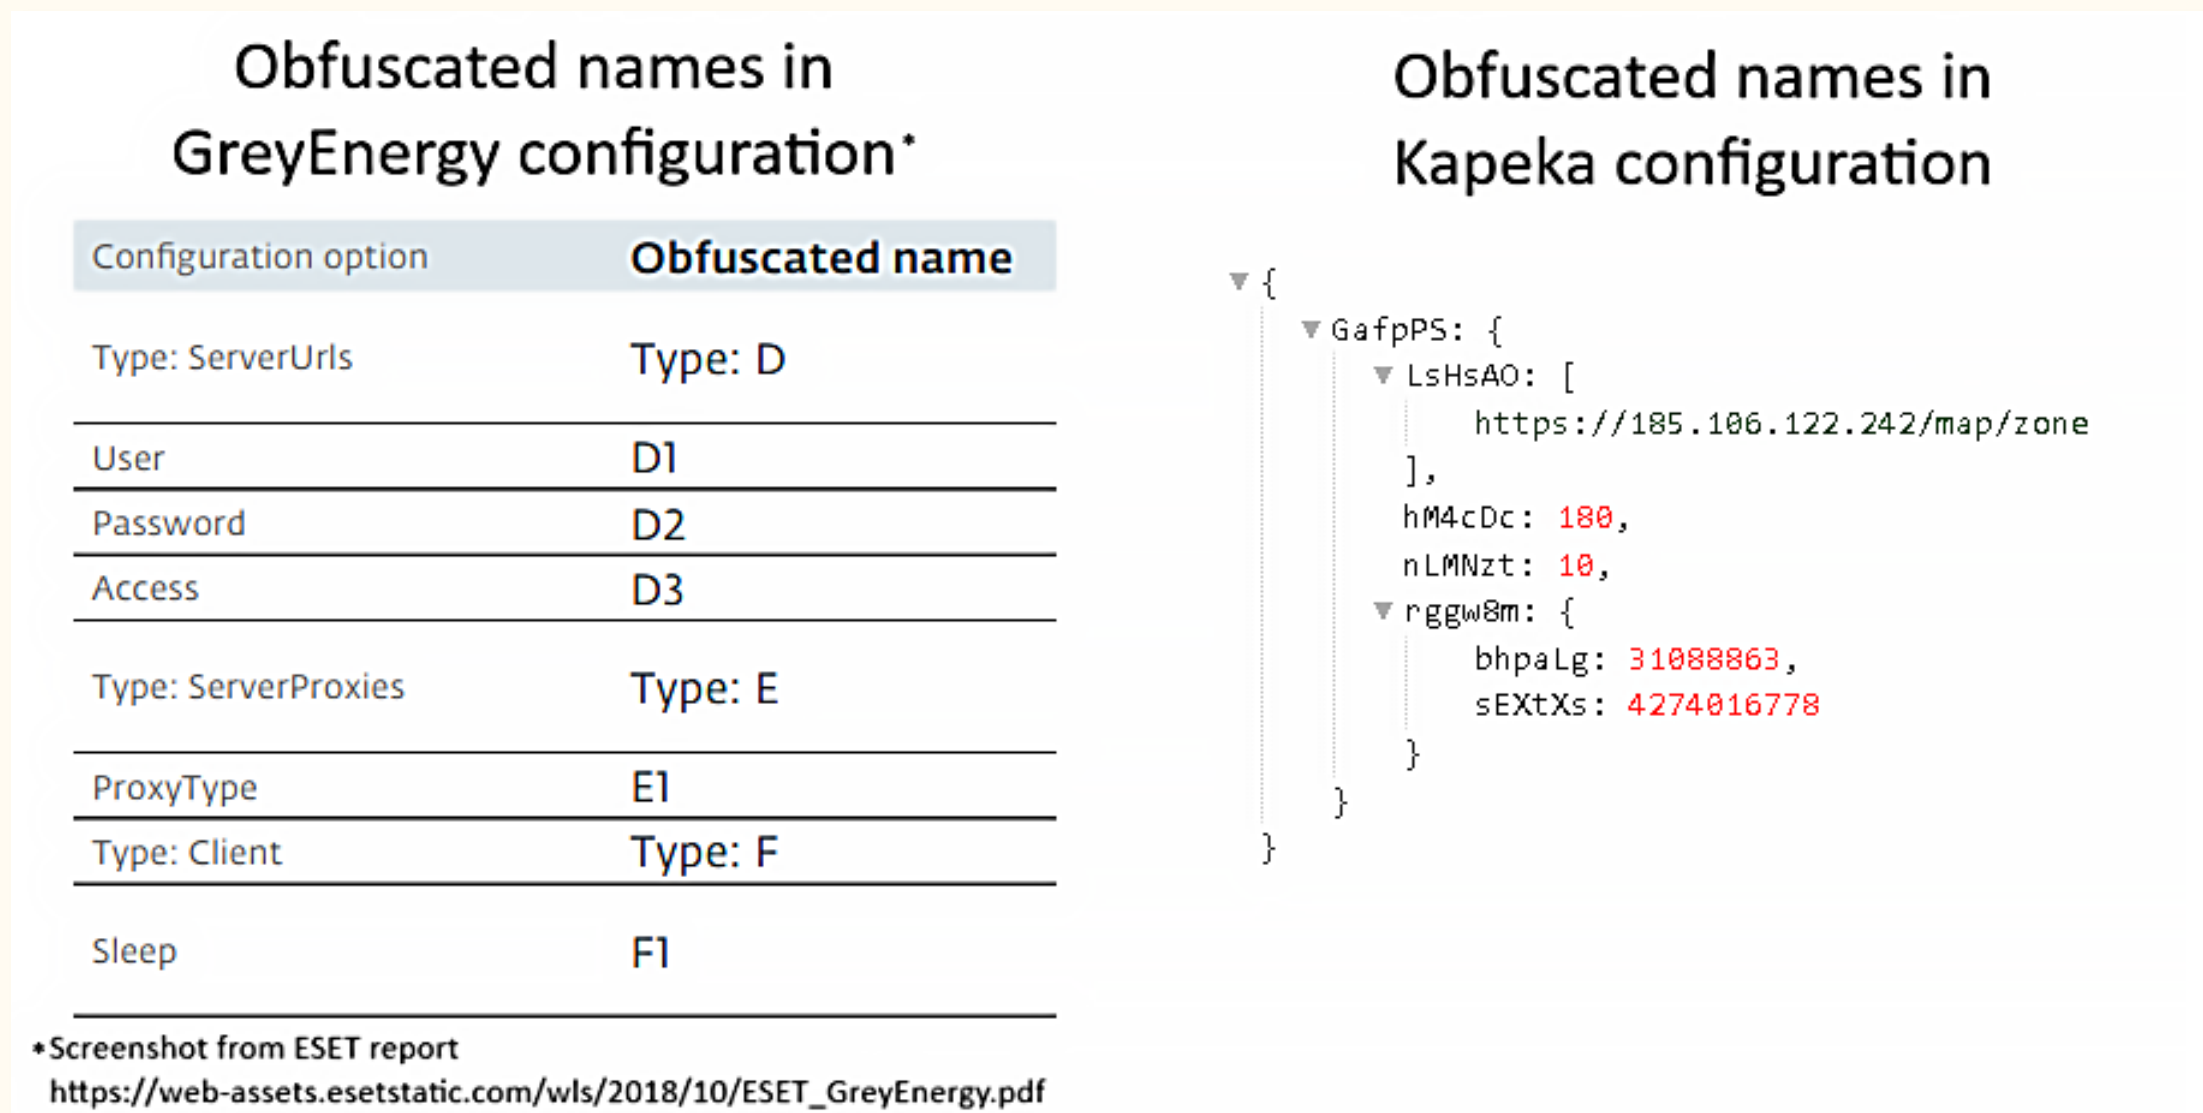 Obfuscated names in
GreyEnergy configuration*
Configuration option Obfuscated name
Type: ServerUrls Type: D
User D1
Password D2
Access D3
Type: ServerProxies Type: E
ProxyType E1
Type: Client Type: F
Sleep F1
*Screenshot from ESET report
https://web-assets.esetstatic.com/wls/2018/10/ESET_GreyEnergy.pdf
Obfuscated names in
Kapeka configuration
{
GafpPS: {
LsHsAO: [
https://185.106.122.242/map/zone
],
hM4cDc: 180,
nLMNzt: 10,
rggw8m: {
bhpaLg: 31088863,
sEXtXs: 4274016778
}
}
}